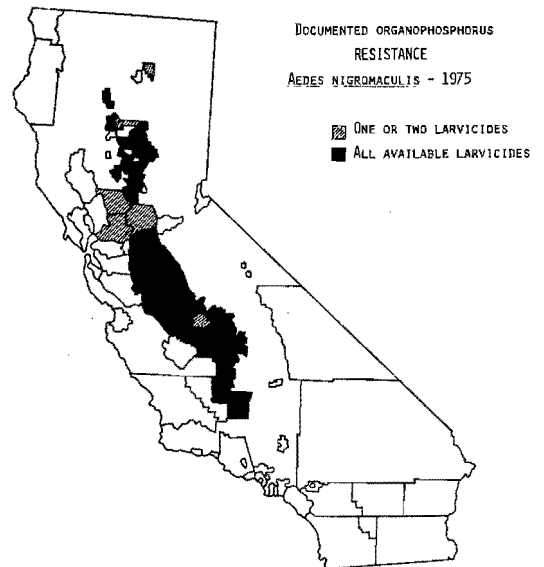 DOCUMENTED ORGANOPHOSPHORUS
RESISTANCE
AEDES NIGROMACULIS - 1975
ONE OR TWO LARVICIDES
ALL AVAILABLE LARVICIDES